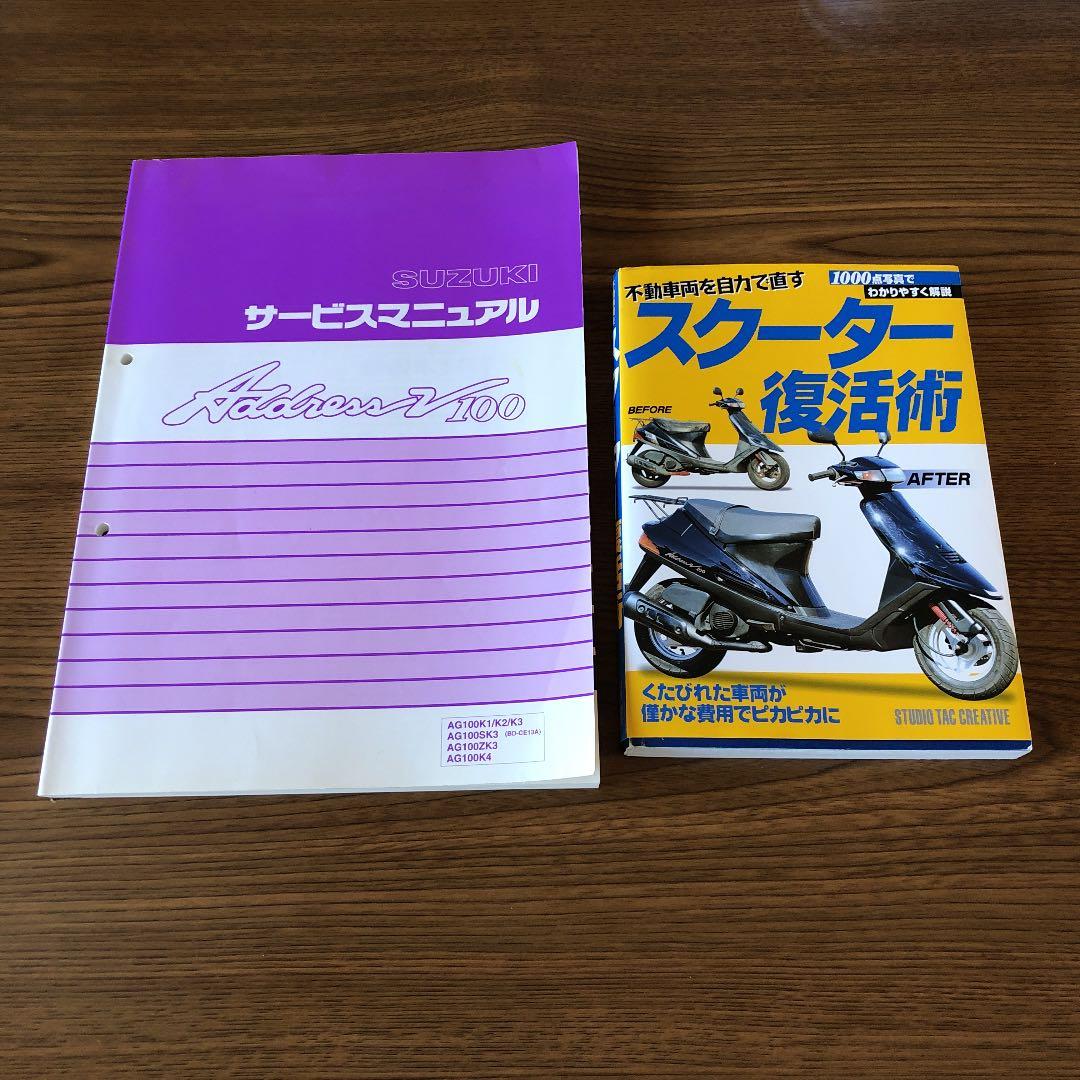 SUZUKI
サービスマニュアル
Address V100
AG100K1/K2/K3
AG100SK3 (BD-CE13A)
AG100ZK3
AG100K4
不動車両を自力で直す
1000点写真で
わかりやすく解説
スクーター
復活術
BEFORE
AFTER
Address V100
くたびれた車両が
僅かな費用でピカピカに
STUDIO TAC CREATIVE